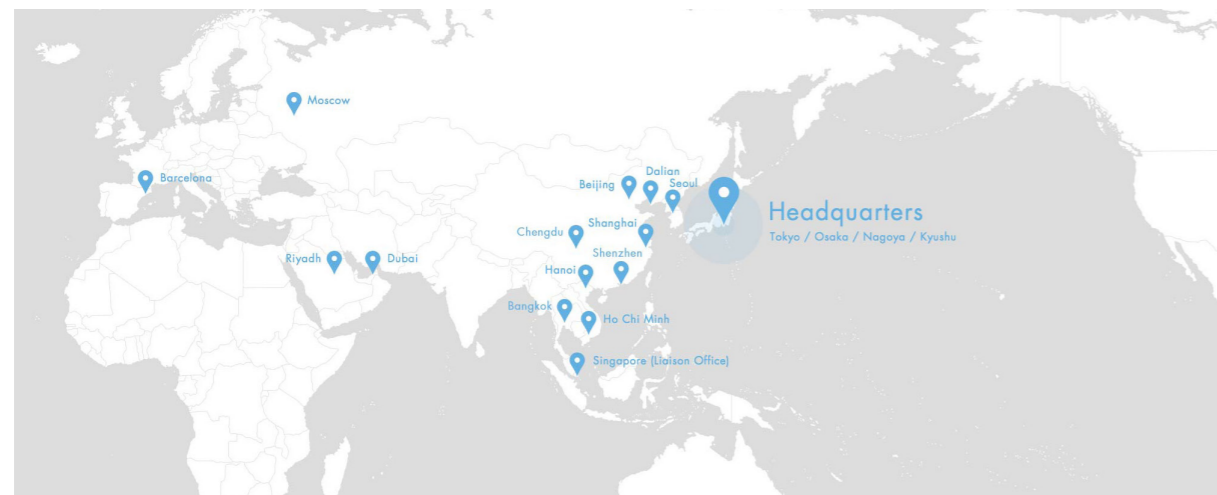 Moscow
Barcelona
Dalian
Beijing
Seoul
Headquarters
Tokyo / Osaka / Nagoya / Kyushu
Shanghai
Chengdu
Shenzhen
Riyadh
Dubai
Hanoi
Bangkok
Ho Chi Minh
Singapore (Liaison Office)